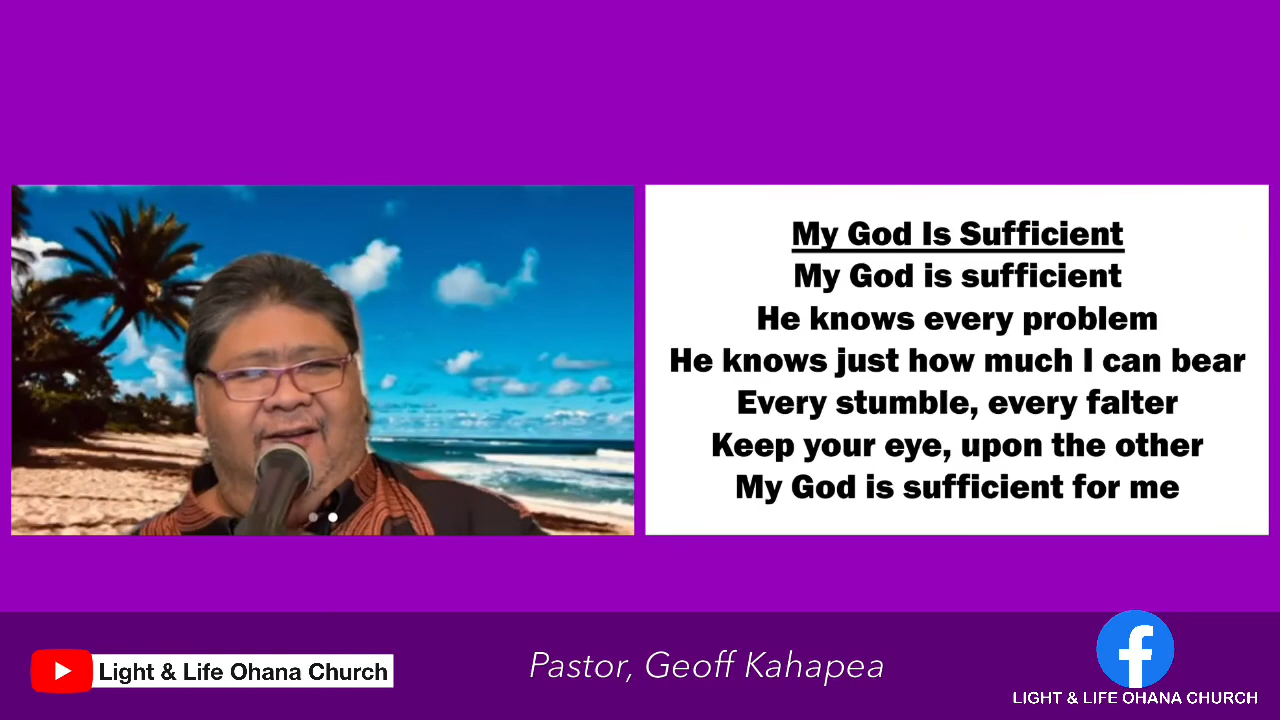 My God Is Sufficient
My God is sufficient
He knows every problem
He knows just how much I can bear
Every stumble, every falter
Keep your eye, upon the other
My God is sufficient for me
Light & Life Ohana Church
Pastor, Geoff Kahapea
f
LIGHT & LIFE OHANA CHURCH